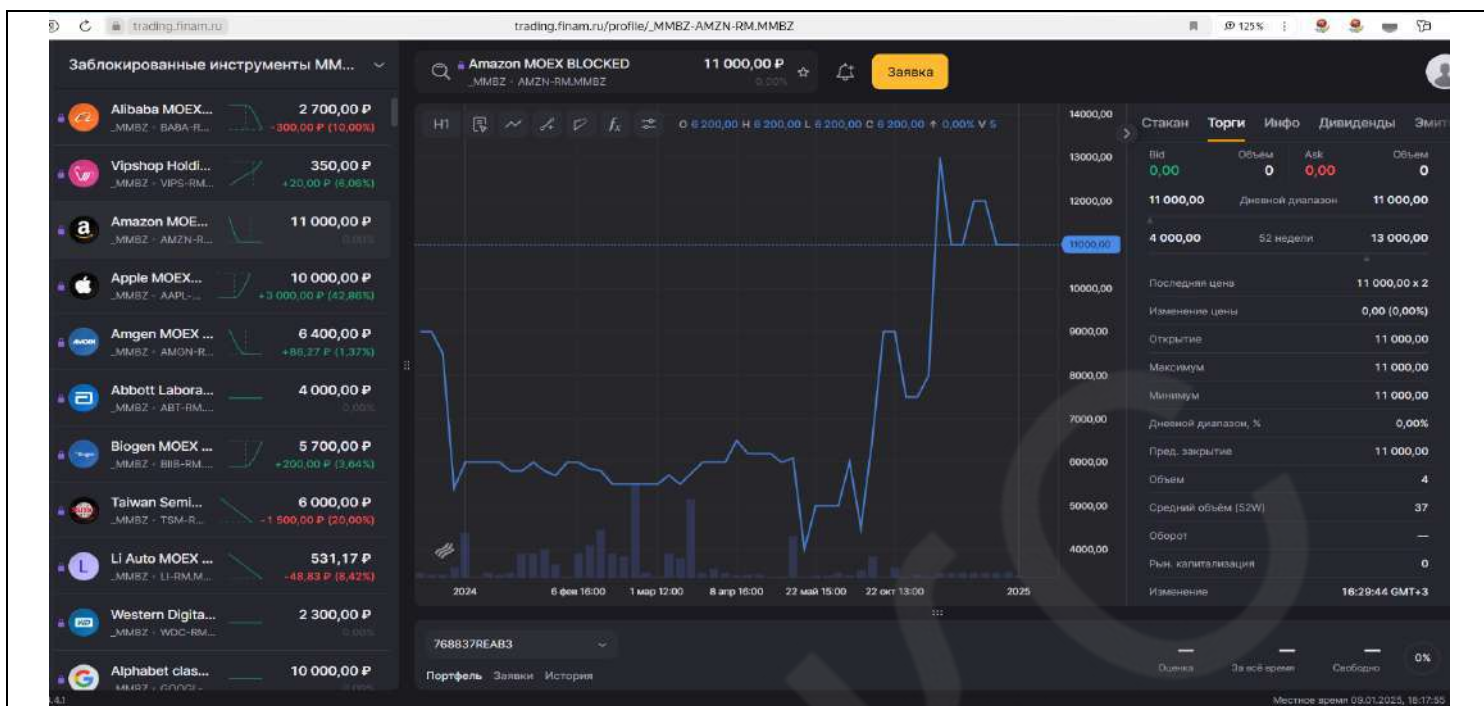 trading.finam.ru
trading.finam.ru/profile/_MMBZ-AMZN-RM.MMBZ
125%
Заблокированные инструменты ММ...
Alibaba MOEX... 2 700,00 ₽
_MMBZ · BABA-R... -300,00 ₽ (10,00%)
Vipshop Holdi... 350,00 ₽
_MMBZ · VIPS-RM... +20,00 ₽ (6,06%)
Amazon MOE... 11 000,00 ₽
_MMBZ · AMZN-R... 0,00%
Apple MOEX... 10 000,00 ₽
_MMBZ · AAPL-... +3 000,00 ₽ (42,86%)
Amgen MOEX ... 6 400,00 ₽
_MMBZ · AMGN-R... +86,27 ₽ (1,37%)
Abbott Labora... 4 000,00 ₽
_MMBZ · ABT-RM.... 0,00%
Biogen MOEX ... 5 700,00 ₽
_MMBZ · BIIB-RM.... +200,00 ₽ (3,64%)
Taiwan Semi... 6 000,00 ₽
_MMBZ · TSM-R... -1 500,00 ₽ (20,00%)
L
Li Auto MOEX ... 531,17 ₽
_MMBZ · LI-RM.M... -48,83 ₽ (8,42%)
Western Digita... 2 300,00 ₽
_MMBZ · WDC-RM... 0,00%
Alphabet clas... 10 000,00 ₽
Amazon MOEX BLOCKED 11 000,00 ₽
_MMBZ · AMZN-RM.MMBZ 0,00%
Заявка
H1 fx O 6 200,00 H 6 200,00 L 6 200,00 C 6 200,00 ↑ 0,00% V 5
14000,00
13000,00
12000,00
11000,00
10000,00
9000,00
8000,00
7000,00
6000,00
5000,00
4000,00
2024 6 фев 16:00 1 мар 12:00 8 апр 16:00 22 май 15:00 22 окт 13:00 2025
Стакан Торги Инфо Дивиденды Эмит
Bid Объем Ask Объем
0,00 0 0,00 0
11 000,00 Дневной диапазон 11 000,00
4 000,00 52 недели 13 000,00
Последняя цена 11 000,00 x 2
Изменение цены 0,00 (0,00%)
Открытие 11 000,00
Максимум 11 000,00
Минимум 11 000,00
Дневной диапазон, % 0,00%
Пред. закрытие 11 000,00
Объем 4
Средний объём (52W) 37
Оборот —
Рын. капитализация 0
Изменение 16:29:44 GMT+3
768837REAB3
Портфель Заявки История
Оценка За всё время Свободно 0%
Местное время 09.01.2025, 16:17:55